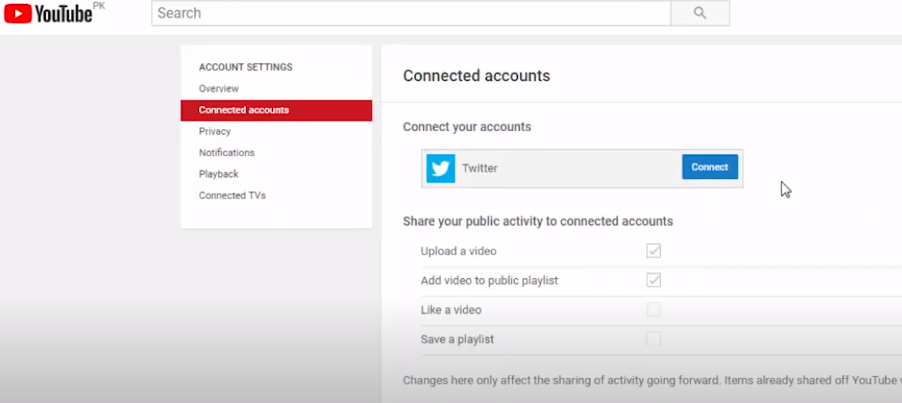 YouTube PK
Search
ACCOUNT SETTINGS
Overview
Connected accounts
Privacy
Notifications
Playback
Connected TVs
Connected accounts
Connect your accounts
Twitter
Connect
Share your public activity to connected accounts
Upload a video
Add video to public playlist
Like a video
Save a playlist
Changes here only affect the sharing of activity going forward. Items already shared off YouTube